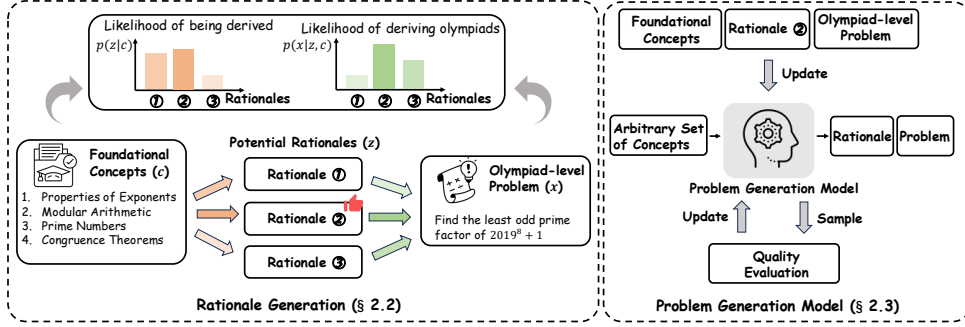 Likelihood of being derived
p(z|c)
① ② ③ Rationales
Likelihood of deriving olympiads
p(x|z, c)
① ② ③ Rationales
Foundational
Concepts (c)
1. Properties of Exponents
2. Modular Arithmetic
3. Prime Numbers
4. Congruence Theorems
Potential Rationales (z)
Rationale ①
Rationale ②
Rationale ③
Olympiad-level
Problem (x)
Find the least odd prime
factor of 2019⁸ + 1
Rationale Generation (§ 2.2)
Foundational
Concepts
Rationale ②
Olympiad-level
Problem
Update
Arbitrary Set
of Concepts
Rationale
Problem
Problem Generation Model
Update
Sample
Quality
Evaluation
Problem Generation Model (§ 2.3)